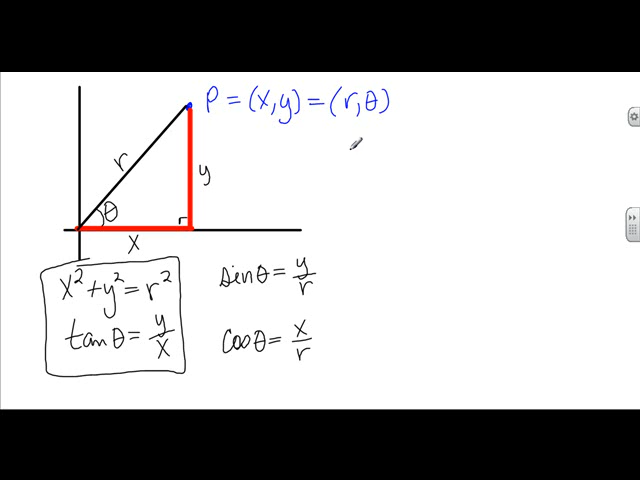 P = (x,y) = (r,θ)
r
y
θ
x
x² + y² = r²
tan θ = y/x
sin θ = y/r
cos θ = x/r